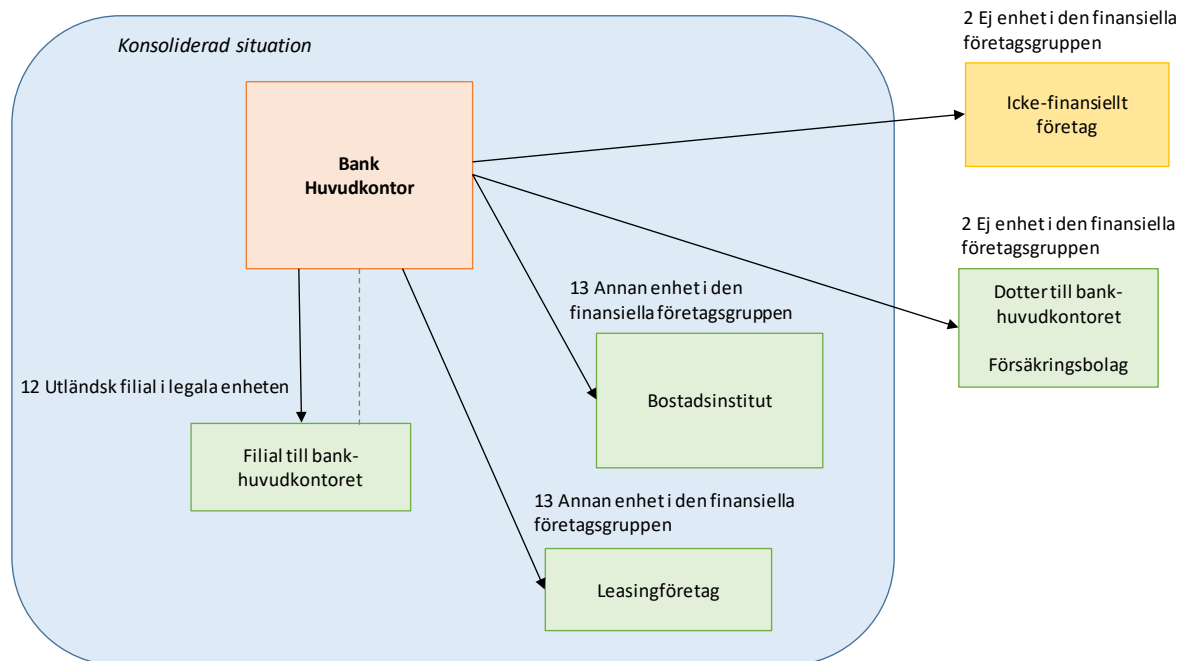 Konsoliderad situation
2 Ej enhet i den finansiella
företagsgruppen
Icke-finansiellt
företag
Bank
Huvudkontor
2 Ej enhet i den finansiella
företagsgruppen
Dotter till bank-
huvudkontoret
Försäkringsbolag
13 Annan enhet i den
finansiella företagsgruppen
Bostadsinstitut
12 Utländsk filial i legala enheten
Filial till bank-
huvudkontoret
13 Annan enhet i den finansiella
företagsgruppen
Leasingföretag